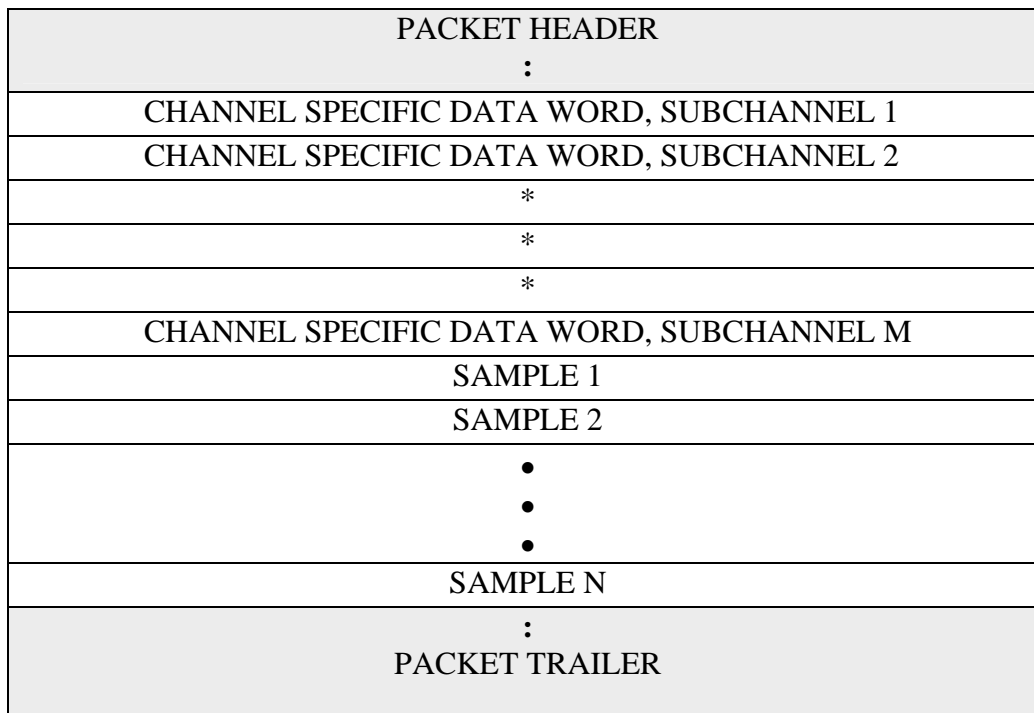 PACKET HEADER
:
CHANNEL SPECIFIC DATA WORD, SUBCHANNEL 1
CHANNEL SPECIFIC DATA WORD, SUBCHANNEL 2
*
*
*
CHANNEL SPECIFIC DATA WORD, SUBCHANNEL M
SAMPLE 1
SAMPLE 2
•
•
•
SAMPLE N
:
PACKET TRAILER